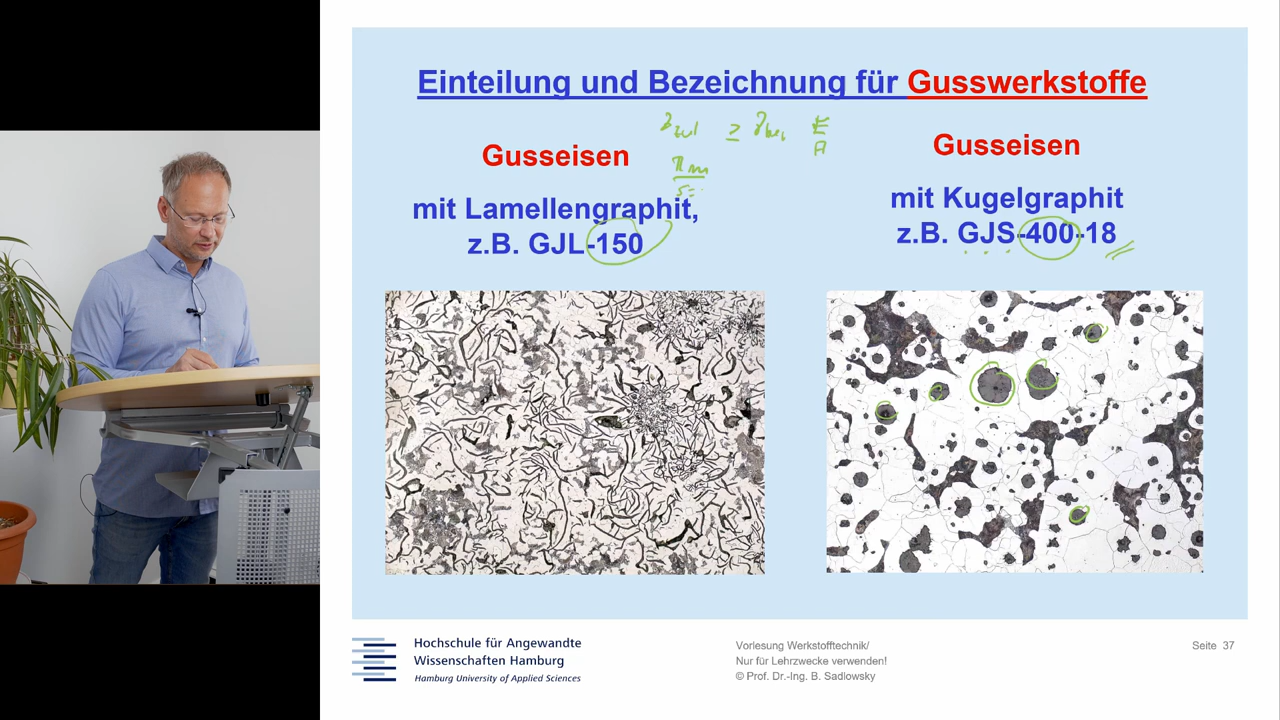 Einteilung und Bezeichnung für Gusswerkstoffe
Gusseisen
mit Lamellengraphit,
z.B. GJL-150
Gusseisen
mit Kugelgraphit
z.B. GJS-400-18
Hochschule für Angewandte
Wissenschaften Hamburg
Hamburg University of Applied Sciences
Vorlesung Werkstofftechnik/
Nur für Lehrzwecke verwenden!
© Prof. Dr.-Ing. B. Sadlowsky
Seite 37